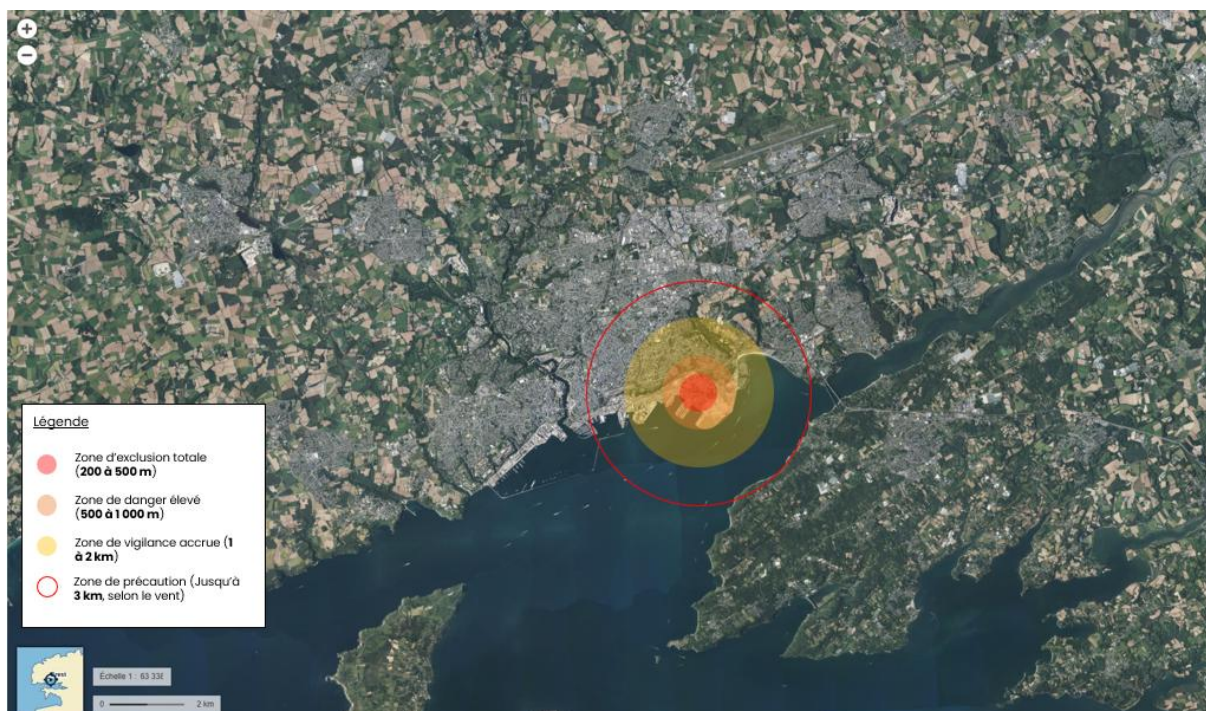 +
−
Légende
Zone d'exclusion totale
(200 à 500 m)
Zone de danger élevé
(500 à 1 000 m)
Zone de vigilance accrue (1
à 2 km)
Zone de précaution (Jusqu'à
3 km, selon le vent)
Échelle 1 : 63 336
0 2 km